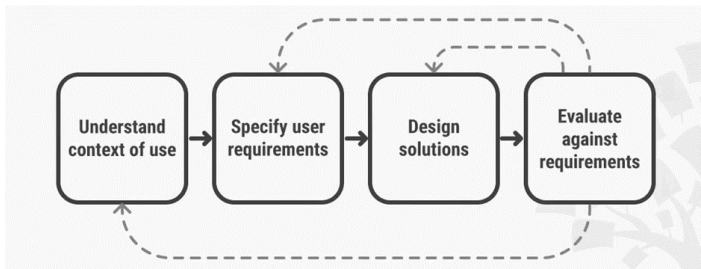 Understand
context of use
Specify user
requirements
Design
solutions
Evaluate
against
requirements